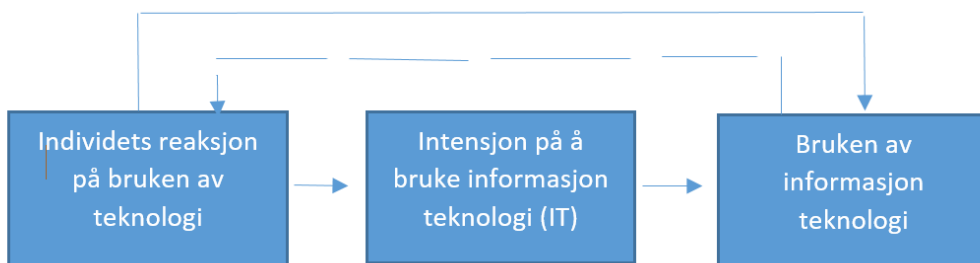 Individets reaksjon
på bruken av
teknologi
Intensjon på å
bruke informasjon
teknologi (IT)
Bruken av
informasjon
teknologi